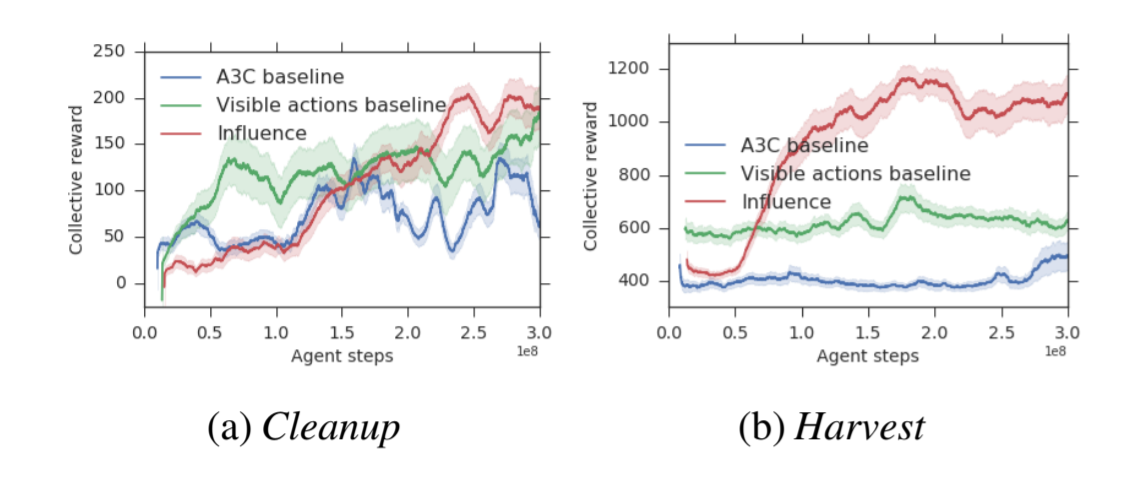 250
200
150
100
50
0
Collective reward
A3C baseline
Visible actions baseline
Influence
0.0 0.5 1.0 1.5 2.0 2.5 3.0
1e8
Agent steps
(a) Cleanup
1200
1000
800
600
400
Collective reward
A3C baseline
Visible actions baseline
Influence
0.0 0.5 1.0 1.5 2.0 2.5 3.0
1e8
Agent steps
(b) Harvest